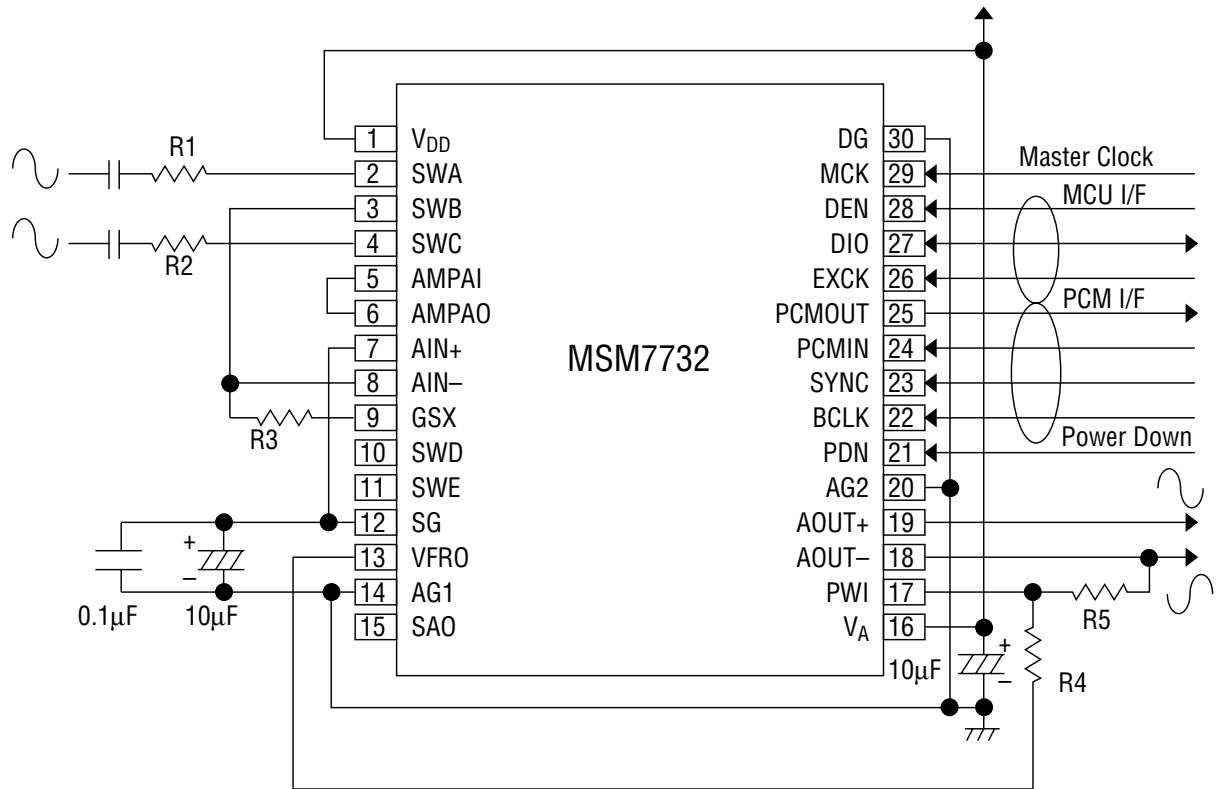 R1
R2
R3
0.1μF
+
–
10μF
1 VDD
2 SWA
3 SWB
4 SWC
5 AMPAI
6 AMPAO
7 AIN+
8 AIN–
9 GSX
10 SWD
11 SWE
12 SG
13 VFRO
14 AG1
15 SAO
MSM7732
DG 30
MCK 29
DEN 28
DIO 27
EXCK 26
PCMOUT 25
PCMIN 24
SYNC 23
BCLK 22
PDN 21
AG2 20
AOUT+ 19
AOUT– 18
PWI 17
VA 16
Master Clock
MCU I/F
PCM I/F
Power Down
R5
10μF
+
–
R4